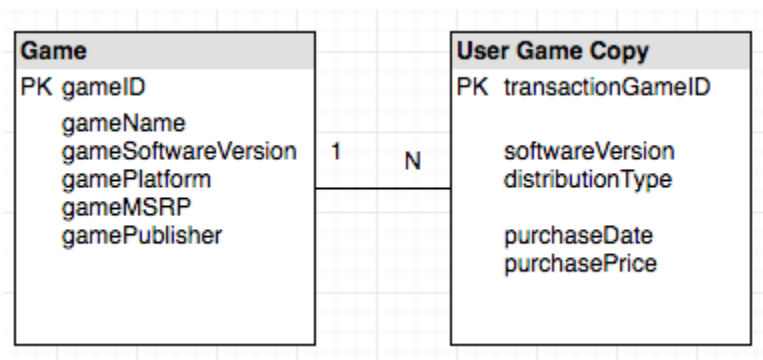 Game
PK gameID
gameName
gameSoftwareVersion
gamePlatform
gameMSRP
gamePublisher
1
N
User Game Copy
PK transactionGameID
softwareVersion
distributionType
purchaseDate
purchasePrice